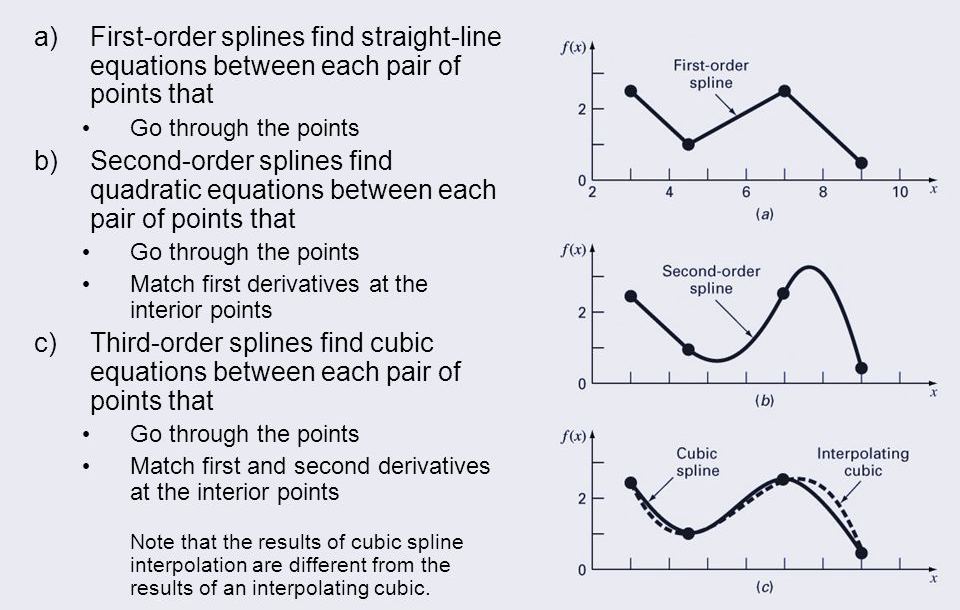 a) First-order splines find straight-line
equations between each pair of
points that
• Go through the points
b) Second-order splines find
quadratic equations between each
pair of points that
• Go through the points
• Match first derivatives at the
interior points
c) Third-order splines find cubic
equations between each pair of
points that
• Go through the points
• Match first and second derivatives
at the interior points
Note that the results of cubic spline
interpolation are different from the
results of an interpolating cubic.
f(x)
First-order
spline
2
0
2 4 6 8 10 x
(a)
f(x)
Second-order
spline
2
0
x
(b)
f(x)
Cubic
spline
Interpolating
cubic
2
0
x
(c)